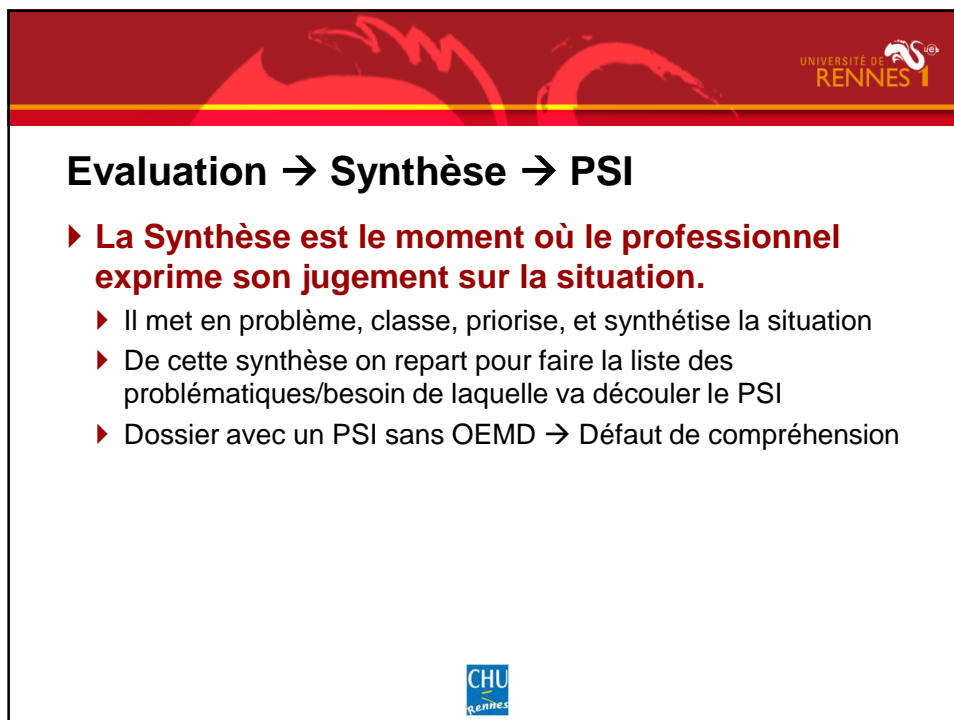 UNIVERSITÉ DE
RENNES 1
ueb
Evaluation → Synthèse → PSI
La Synthèse est le moment où le professionnel
exprime son jugement sur la situation.
Il met en problème, classe, priorise, et synthétise la situation
De cette synthèse on repart pour faire la liste des
problématiques/besoin de laquelle va découler le PSI
Dossier avec un PSI sans OEMD → Défaut de compréhension
CHU
Rennes